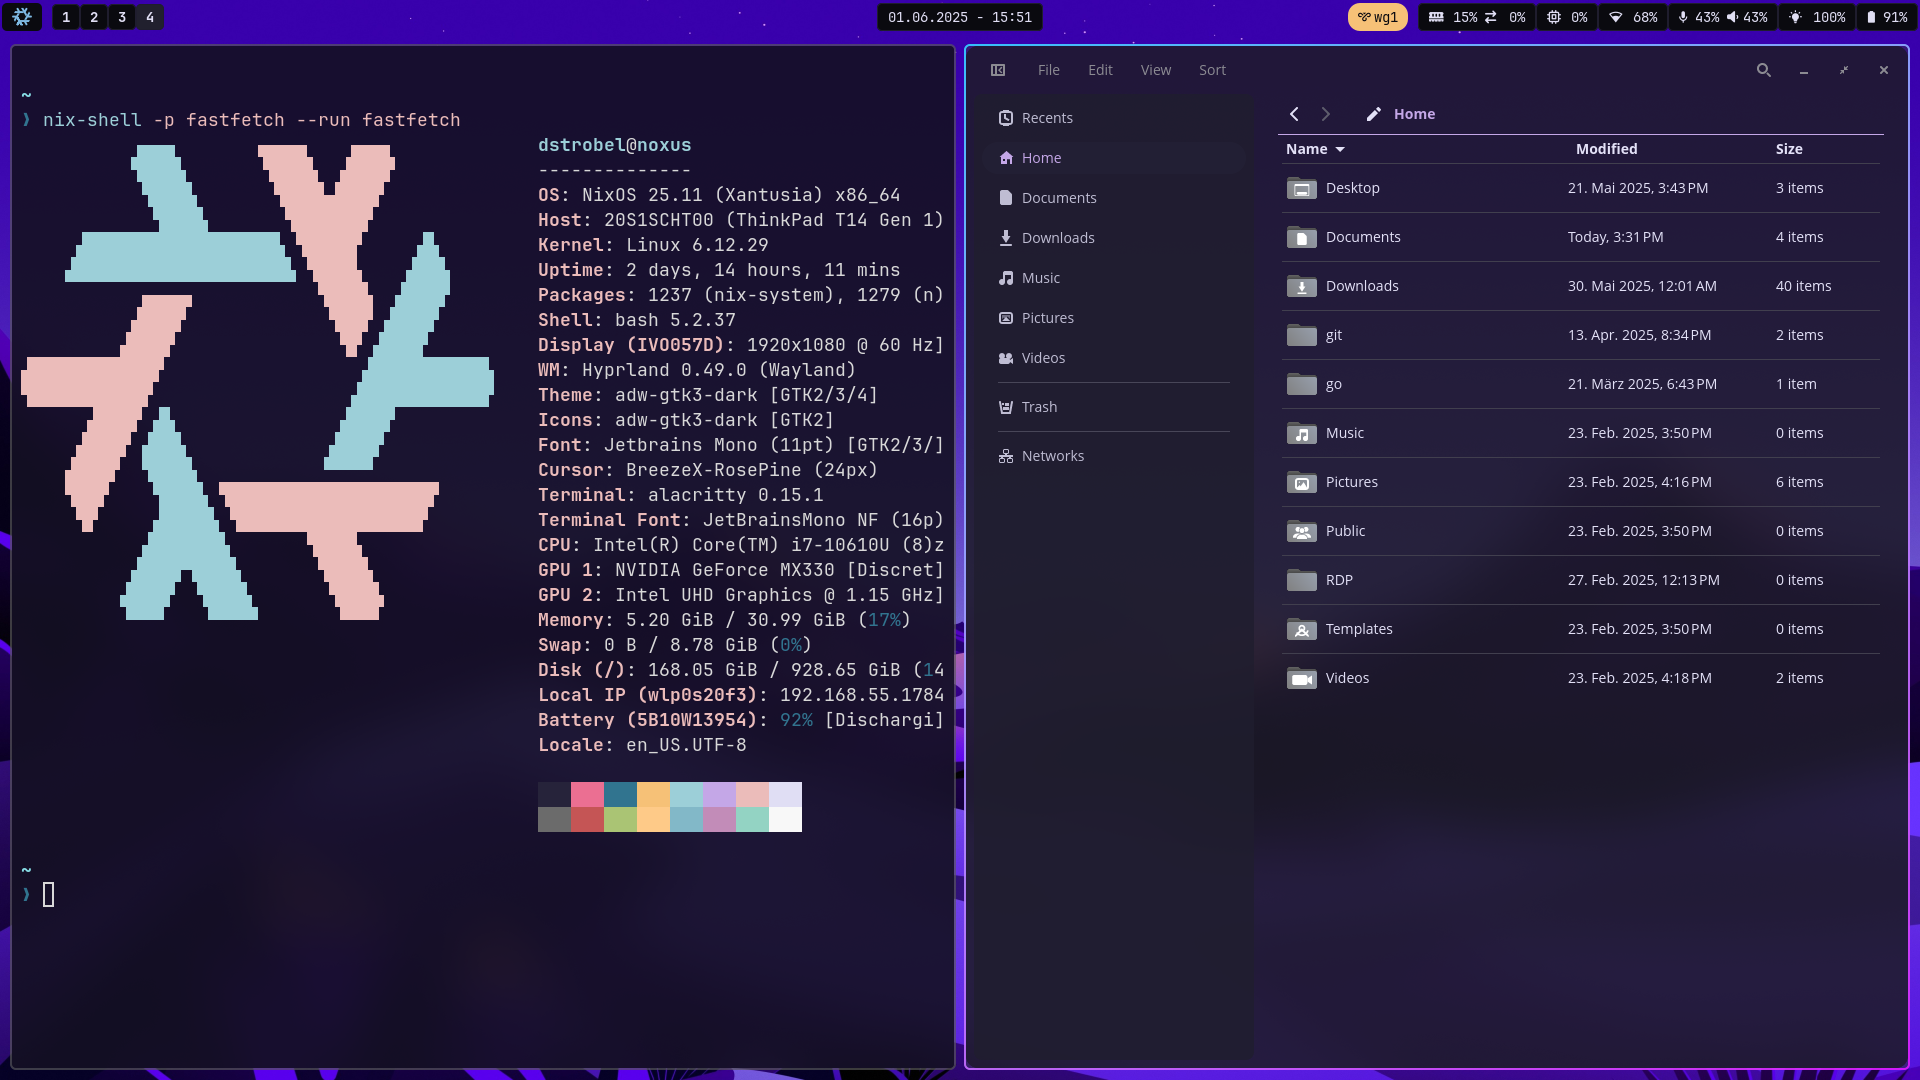 1 2 3 4
01.06.2025 - 15:51
wg1
15% 0% 0% 68% 43% 43% 100% 91%
~
❯ nix-shell -p fastfetch --run fastfetch
dstrobel@noxus
--------------
OS: NixOS 25.11 (Xantusia) x86_64
Host: 20S1SCHT00 (ThinkPad T14 Gen 1)
Kernel: Linux 6.12.29
Uptime: 2 days, 14 hours, 11 mins
Packages: 1237 (nix-system), 1279 (n)
Shell: bash 5.2.37
Display (IVO057D): 1920x1080 @ 60 Hz]
WM: Hyprland 0.49.0 (Wayland)
Theme: adw-gtk3-dark [GTK2/3/4]
Icons: adw-gtk3-dark [GTK2]
Font: Jetbrains Mono (11pt) [GTK2/3/]
Cursor: BreezeX-RosePine (24px)
Terminal: alacritty 0.15.1
Terminal Font: JetBrainsMono NF (16p)
CPU: Intel(R) Core(TM) i7-10610U (8)z
GPU 1: NVIDIA GeForce MX330 [Discret]
GPU 2: Intel UHD Graphics @ 1.15 GHz]
Memory: 5.20 GiB / 30.99 GiB (17%)
Swap: 0 B / 8.78 GiB (0%)
Disk (/): 168.05 GiB / 928.65 GiB (14
Local IP (wlp0s20f3): 192.168.55.1784
Battery (5B10W13954): 92% [Dischargi]
Locale: en_US.UTF-8
~
❯
File Edit View Sort
Recents
Home
Documents
Downloads
Music
Pictures
Videos
Trash
Networks
Home
Name Modified Size
Desktop 21. Mai 2025, 3:43 PM 3 items
Documents Today, 3:31 PM 4 items
Downloads 30. Mai 2025, 12:01 AM 40 items
git 13. Apr. 2025, 8:34 PM 2 items
go 21. März 2025, 6:43 PM 1 item
Music 23. Feb. 2025, 3:50 PM 0 items
Pictures 23. Feb. 2025, 4:16 PM 6 items
Public 23. Feb. 2025, 3:50 PM 0 items
RDP 27. Feb. 2025, 12:13 PM 0 items
Templates 23. Feb. 2025, 3:50 PM 0 items
Videos 23. Feb. 2025, 4:18 PM 2 items